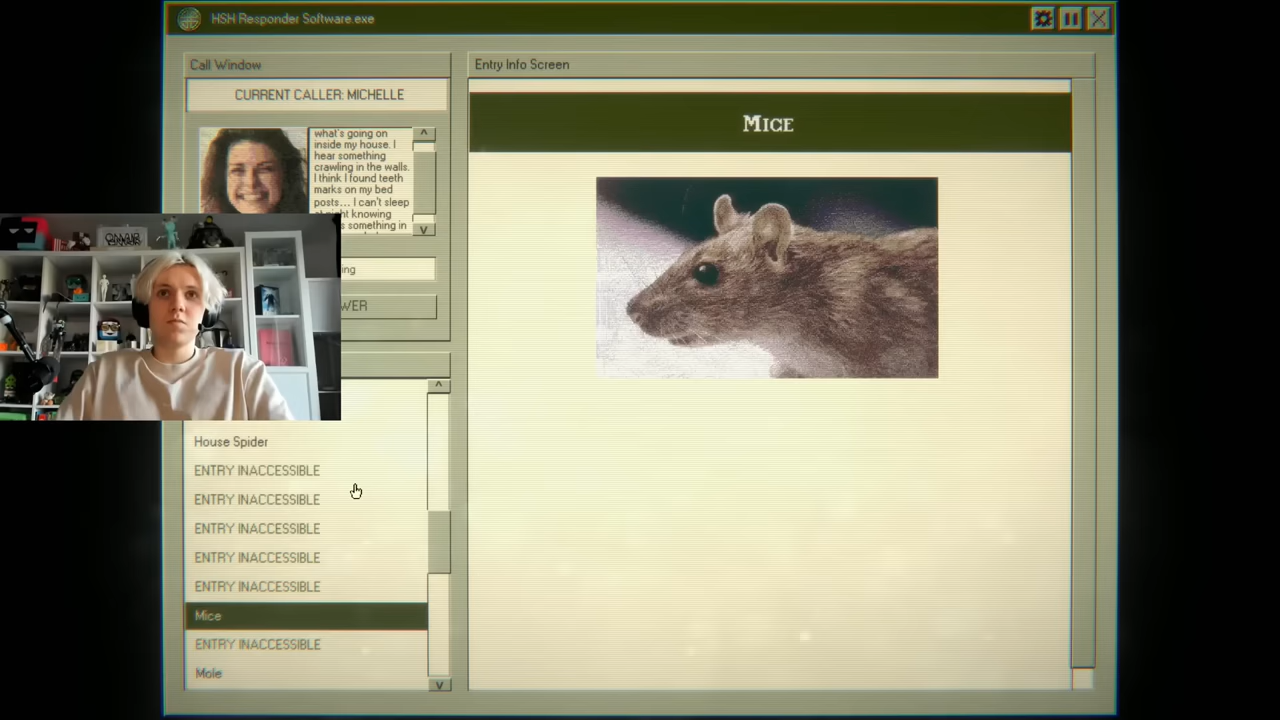 HSH Responder Software.exe
Call Window
CURRENT CALLER: MICHELLE
what's going on
inside my house. I
hear something
crawling in the walls.
I think I found teeth
marks on my bed
posts... I can't sleep
at night knowing
something in
Entry Info Screen
MICE
House Spider
ENTRY INACCESSIBLE
ENTRY INACCESSIBLE
ENTRY INACCESSIBLE
ENTRY INACCESSIBLE
ENTRY INACCESSIBLE
Mice
ENTRY INACCESSIBLE
Mole